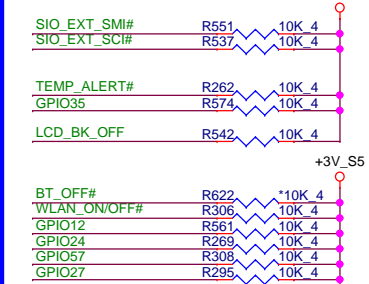 SIO_EXT_SMI# R551 10K_4
SIO_EXT_SCI# R537 10K_4
TEMP_ALERT# R262 10K_4
GPIO35 R574 10K_4
LCD_BK_OFF R542 10K_4
+3V_S5
BT_OFF# R622 *10K_4
WLAN_ON/OFF# R306 10K_4
GPIO12 R561 10K_4
GPIO24 R269 10K_4
GPIO57 R308 10K_4
GPIO27 R295 10K_4